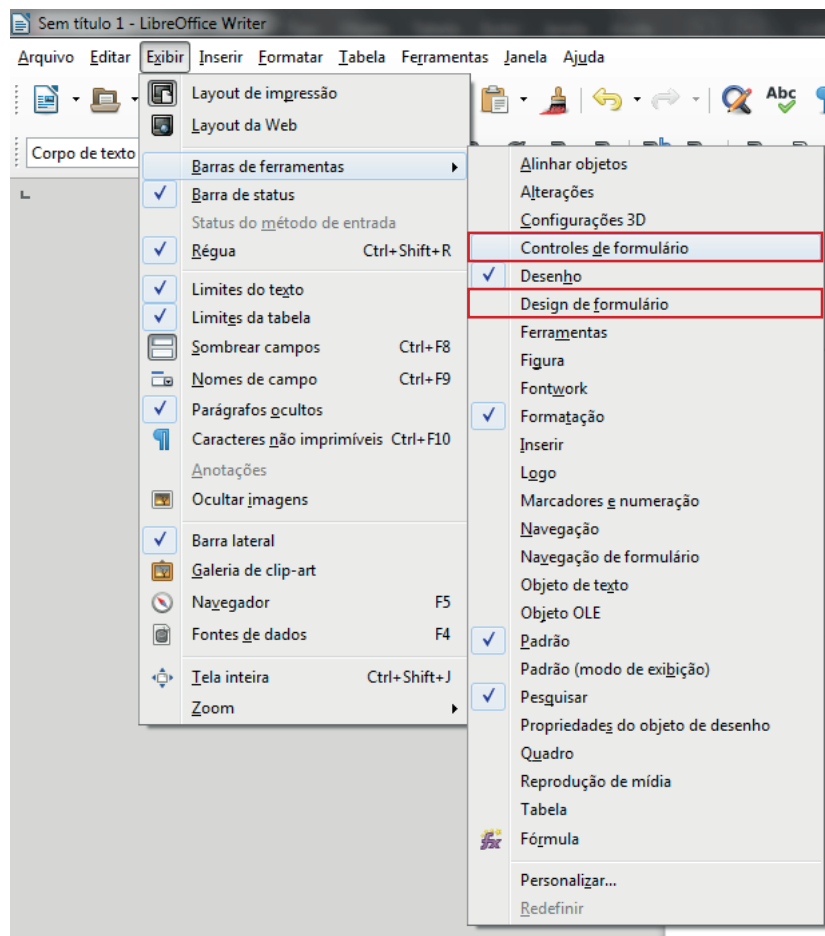 Sem título 1 - LibreOffice Writer
Arquivo Editar Exibir Inserir Formatar Tabela Ferramentas Janela Ajuda
Layout de impressão
Abc
Layout da Web
Corpo de texto
Barras de ferramentas
Barra de status
Status do método de entrada
Régua Ctrl+Shift+R
Limites do texto
Limites da tabela
Sombrear campos Ctrl+F8
Nomes de campo Ctrl+F9
Parágrafos ocultos
Caracteres não imprimíveis Ctrl+F10
Anotações
Ocultar imagens
Barra lateral
Galeria de clip-art
Navegador F5
Fontes de dados F4
Tela inteira Ctrl+Shift+J
Zoom
Alinhar objetos
Alterações
Configurações 3D
Controles de formulário
Desenho
Design de formulário
Ferramentas
Figura
Fontwork
Formatação
Inserir
Logo
Marcadores e numeração
Navegação
Navegação de formulário
Objeto de texto
Objeto OLE
Padrão
Padrão (modo de exibição)
Pesquisar
Propriedades do objeto de desenho
Quadro
Reprodução de mídia
Tabela
Fórmula
Personalizar...
Redefinir